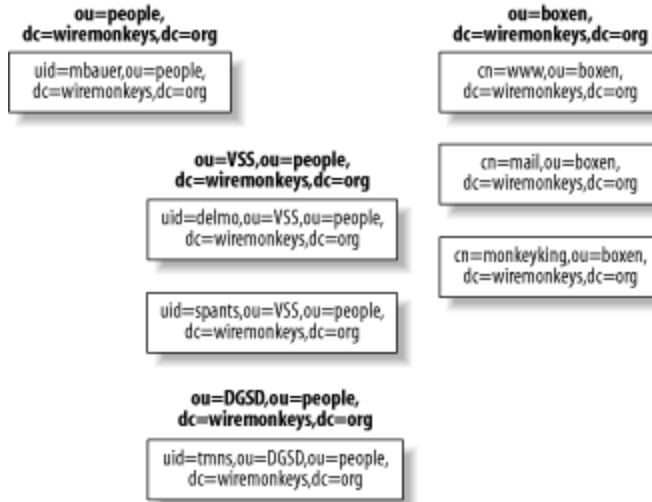 ou=people,
dc=wiremonkeys,dc=org
uid=mbauer,ou=people,
dc=wiremonkeys,dc=org
ou=VSS,ou=people,
dc=wiremonkeys,dc=org
uid=delmo,ou=VSS,ou=people,
dc=wiremonkeys,dc=org
uid=spants,ou=VSS,ou=people,
dc=wiremonkeys,dc=org
ou=DGSD,ou=people,
dc=wiremonkeys,dc=org
uid=tmns,ou=DGSD,ou=people,
dc=wiremonkeys,dc=org
ou=boxen,
dc=wiremonkeys,dc=org
cn=www,ou=boxen,
dc=wiremonkeys,dc=org
cn=mail,ou=boxen,
dc=wiremonkeys,dc=org
cn=monkeyking,ou=boxen,
dc=wiremonkeys,dc=org